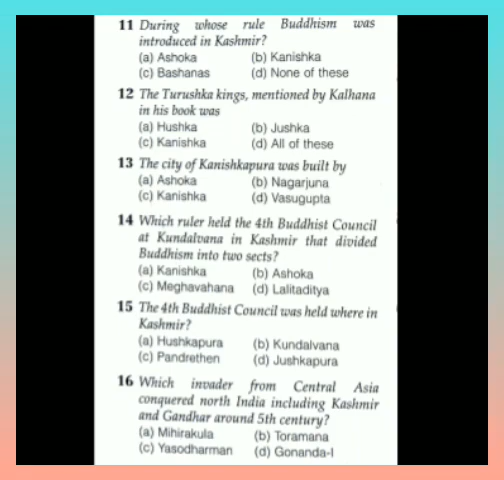 11 During whose rule Buddhism was
introduced in Kashmir?
(a) Ashoka (b) Kanishka
(c) Bashanas (d) None of these
12 The Turushka kings, mentioned by Kalhana
in his book was
(a) Hushka (b) Jushka
(c) Kanishka (d) All of these
13 The city of Kanishkapura was built by
(a) Ashoka (b) Nagarjuna
(c) Kanishka (d) Vasugupta
14 Which ruler held the 4th Buddhist Council
at Kundalvana in Kashmir that divided
Buddhism into two sects?
(a) Kanishka (b) Ashoka
(c) Meghavahana (d) Lalitaditya
15 The 4th Buddhist Council was held where in
Kashmir?
(a) Hushkapura (b) Kundalvana
(c) Pandrethen (d) Jushkapura
16 Which invader from Central Asia
conquered north India including Kashmir
and Gandhar around 5th century?
(a) Mihirakula (b) Toramana
(c) Yasodharman (d) Gonanda-I